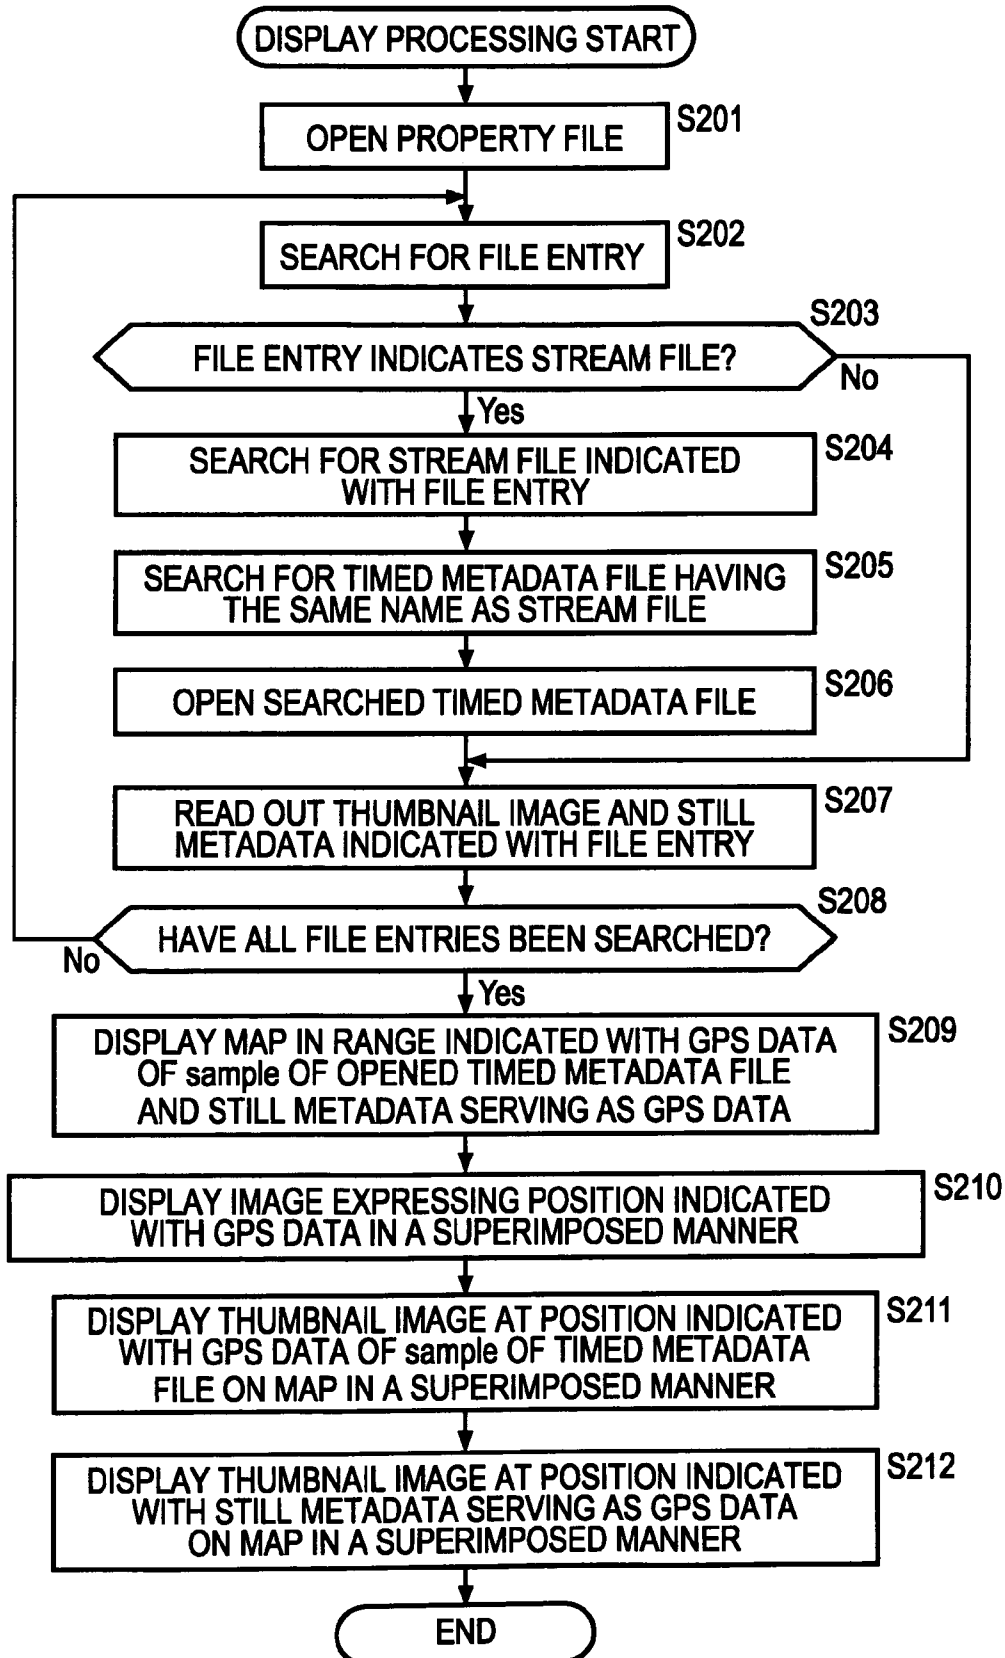 DISPLAY PROCESSING START
S201
OPEN PROPERTY FILE
S202
SEARCH FOR FILE ENTRY
S203
FILE ENTRY INDICATES STREAM FILE?
No
Yes
S204
SEARCH FOR STREAM FILE INDICATED
WITH FILE ENTRY
S205
SEARCH FOR TIMED METADATA FILE HAVING
THE SAME NAME AS STREAM FILE
S206
OPEN SEARCHED TIMED METADATA FILE
S207
READ OUT THUMBNAIL IMAGE AND STILL
METADATA INDICATED WITH FILE ENTRY
S208
HAVE ALL FILE ENTRIES BEEN SEARCHED?
No
Yes
S209
DISPLAY MAP IN RANGE INDICATED WITH GPS DATA
OF sample OF OPENED TIMED METADATA FILE
AND STILL METADATA SERVING AS GPS DATA
S210
DISPLAY IMAGE EXPRESSING POSITION INDICATED
WITH GPS DATA IN A SUPERIMPOSED MANNER
S211
DISPLAY THUMBNAIL IMAGE AT POSITION INDICATED
WITH GPS DATA OF sample OF TIMED METADATA
FILE ON MAP IN A SUPERIMPOSED MANNER
S212
DISPLAY THUMBNAIL IMAGE AT POSITION INDICATED
WITH STILL METADATA SERVING AS GPS DATA
ON MAP IN A SUPERIMPOSED MANNER
END